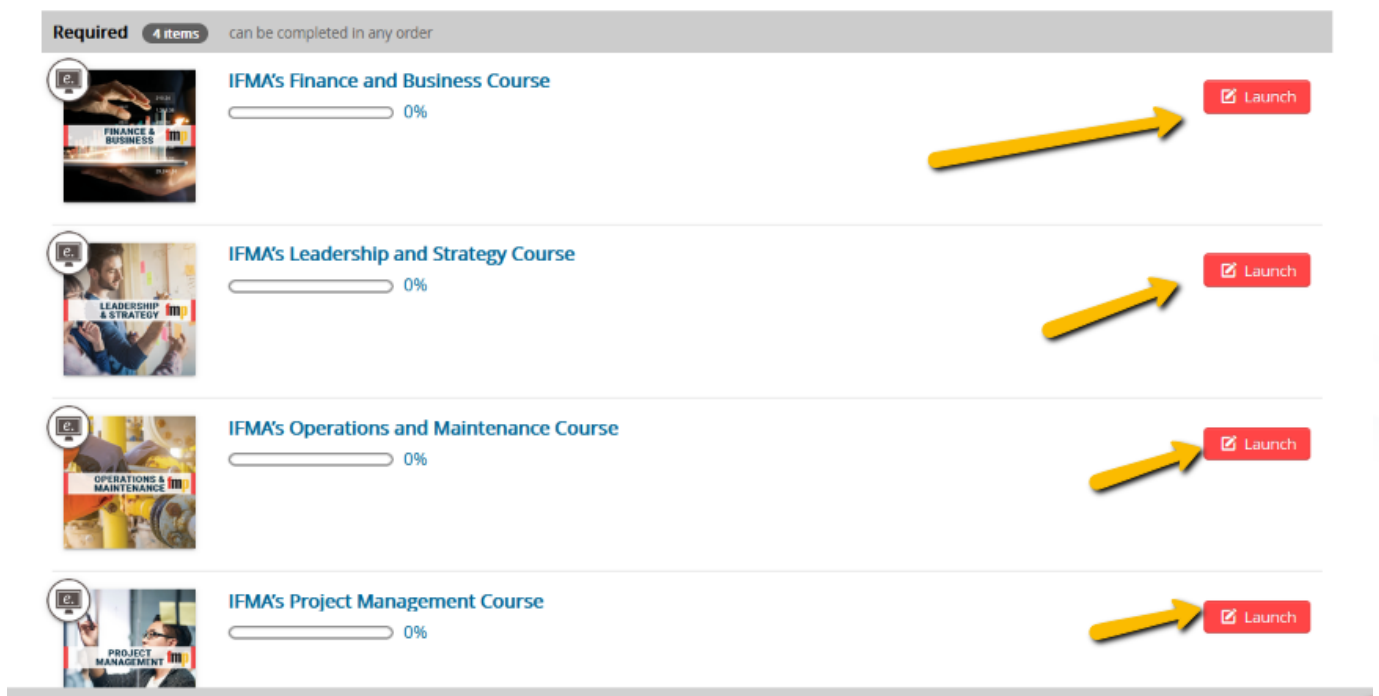 Required 4 items can be completed in any order
e.
IFMA's Finance and Business Course
Launch
0%
FINANCE &
BUSINESS fmp
e.
IFMA's Leadership and Strategy Course
Launch
0%
LEADERSHIP
& STRATEGY fmp
e.
IFMA's Operations and Maintenance Course
Launch
0%
OPERATIONS &
MAINTENANCE fmp
e.
IFMA's Project Management Course
Launch
0%
PROJECT
MANAGEMENT fmp